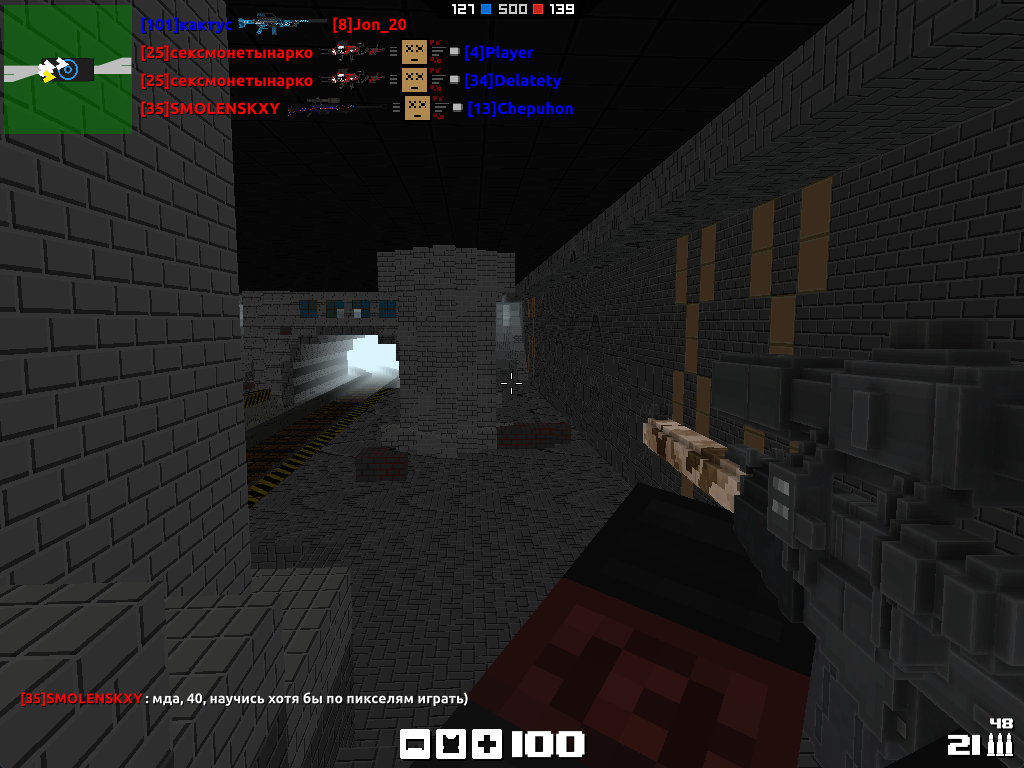 127 500 139
[101]кактус [8]Jon_20
[25]сексмонетынарко [4]Player
[25]сексмонетынарко [34]Delatety
[35]SMOLENSKXY [13]Chepuhon
[35]SMOLENSKXY : мда, 40, научись хотя бы по пикселям играть)
100
48
21